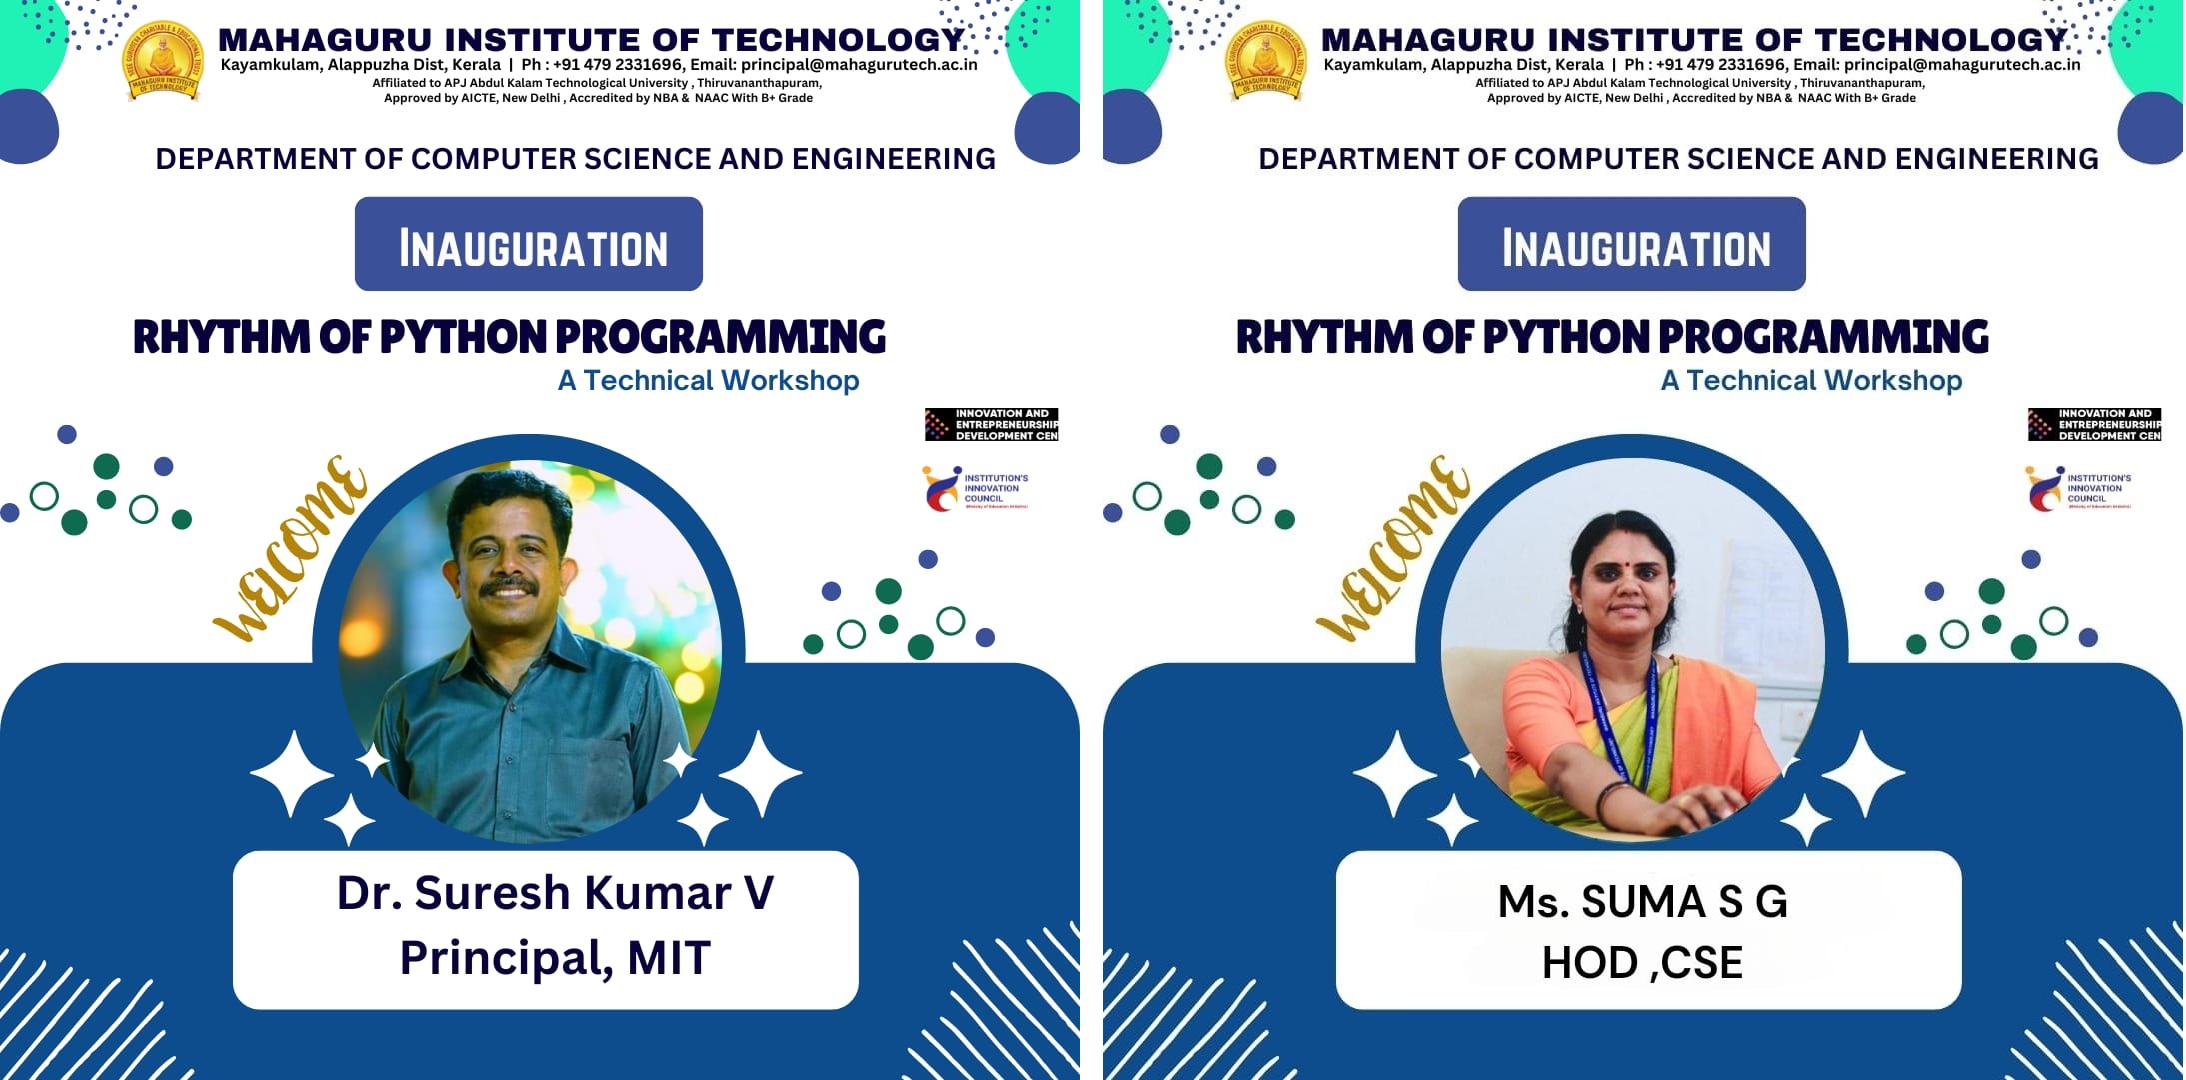 MAHAGURU INSTITUTE OF TECHNOLOGY
Kayamkulam, Alappuzha Dist, Kerala | Ph : +91 479 2331696, Email: principal@mahagurutech.ac.in
Affiliated to APJ Abdul Kalam Technological University , Thiruvananthapuram,
Approved by AICTE, New Delhi , Accredited by NBA & NAAC With B+ Grade
DEPARTMENT OF COMPUTER SCIENCE AND ENGINEERING
INAUGURATION
RHYTHM OF PYTHON PROGRAMMING
A Technical Workshop
INNOVATION AND
ENTREPRENEURSHIP
DEVELOPMENT CEN
INSTITUTION'S
INNOVATION
COUNCIL
WELCOME
Dr. Suresh Kumar V
Principal, MIT
MAHAGURU INSTITUTE OF TECHNOLOGY
Kayamkulam, Alappuzha Dist, Kerala | Ph : +91 479 2331696, Email: principal@mahagurutech.ac.in
Affiliated to APJ Abdul Kalam Technological University , Thiruvananthapuram,
Approved by AICTE, New Delhi , Accredited by NBA & NAAC With B+ Grade
DEPARTMENT OF COMPUTER SCIENCE AND ENGINEERING
INAUGURATION
RHYTHM OF PYTHON PROGRAMMING
A Technical Workshop
INNOVATION AND
ENTREPRENEURSHIP
DEVELOPMENT CEN
INSTITUTION'S
INNOVATION
COUNCIL
WELCOME
Ms. SUMA S G
HOD ,CSE